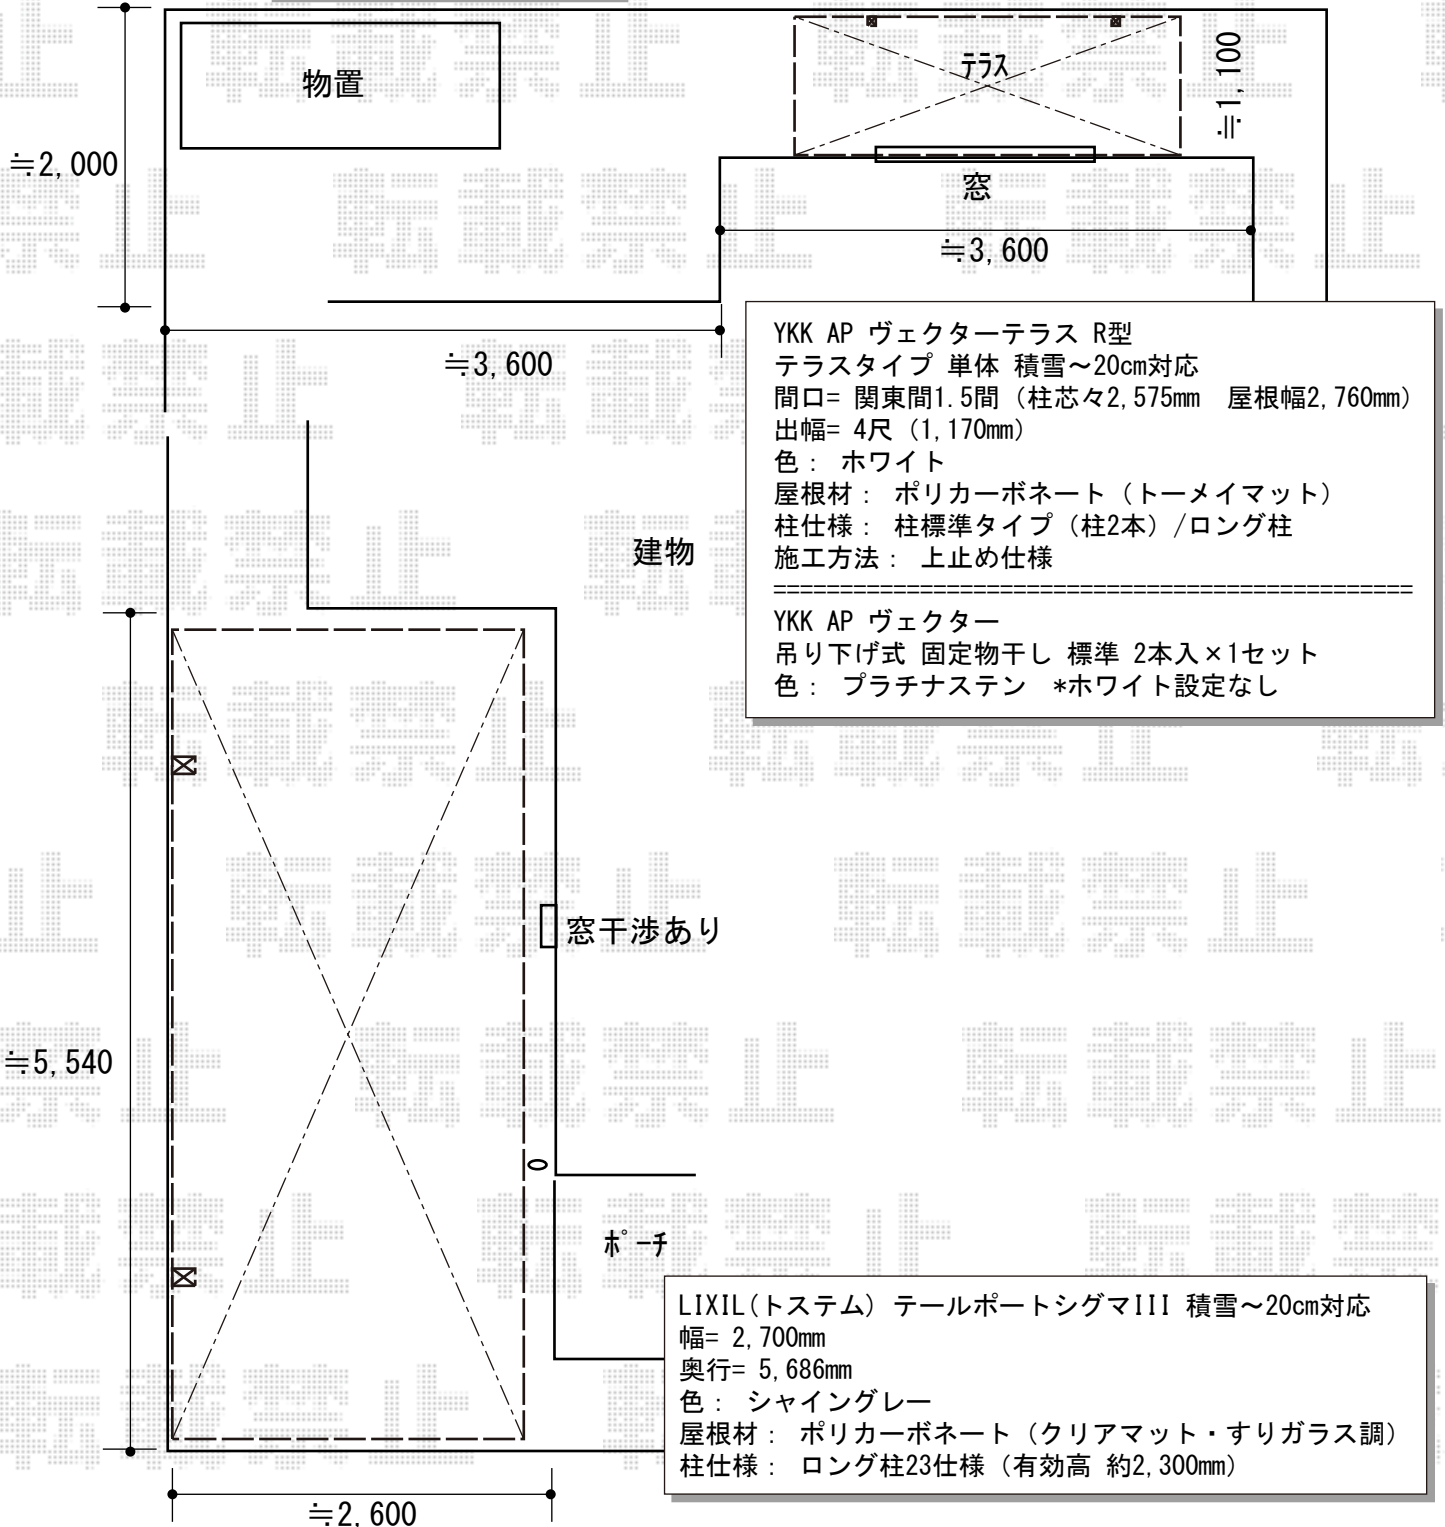 物置
テラス
≒1,100
≒2,000
窓
≒3,600
≒3,600
YKK AP ヴェクターテラス R型
テラスタイプ 単体 積雪～20cm対応
間口= 関東間1.5間（柱芯々2,575mm 屋根幅2,760mm）
出幅= 4尺（1,170mm）
色： ホワイト
屋根材： ポリカーボネート（トーメイマット）
柱仕様： 柱標準タイプ（柱2本）/ロング柱
施工方法： 上止め仕様
YKK AP ヴェクター
吊り下げ式 固定物干し 標準 2本入×1セット
色： プラチナステン *ホワイト設定なし
建物
窓干渉あり
≒5,540
ポーチ
LIXIL(トステム) テールポートシグマIII 積雪～20cm対応
幅= 2,700mm
奥行= 5,686mm
色： シャイングレー
屋根材： ポリカーボネート（クリアマット・すりガラス調）
柱仕様： ロング柱23仕様（有効高 約2,300mm）
≒2,600
転載禁止